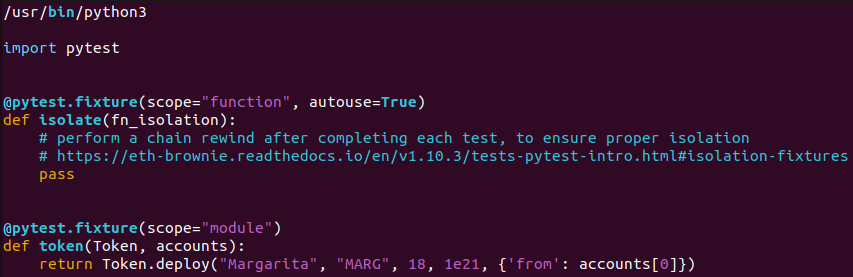 /usr/bin/python3
import pytest
@pytest.fixture(scope="function", autouse=True)
def isolate(fn_isolation):
    # perform a chain rewind after completing each test, to ensure proper isolation
    # https://eth-brownie.readthedocs.io/en/v1.10.3/tests-pytest-intro.html#isolation-fixtures
    pass
@pytest.fixture(scope="module")
def token(Token, accounts):
    return Token.deploy("Margarita", "MARG", 18, 1e21, {'from': accounts[0]})